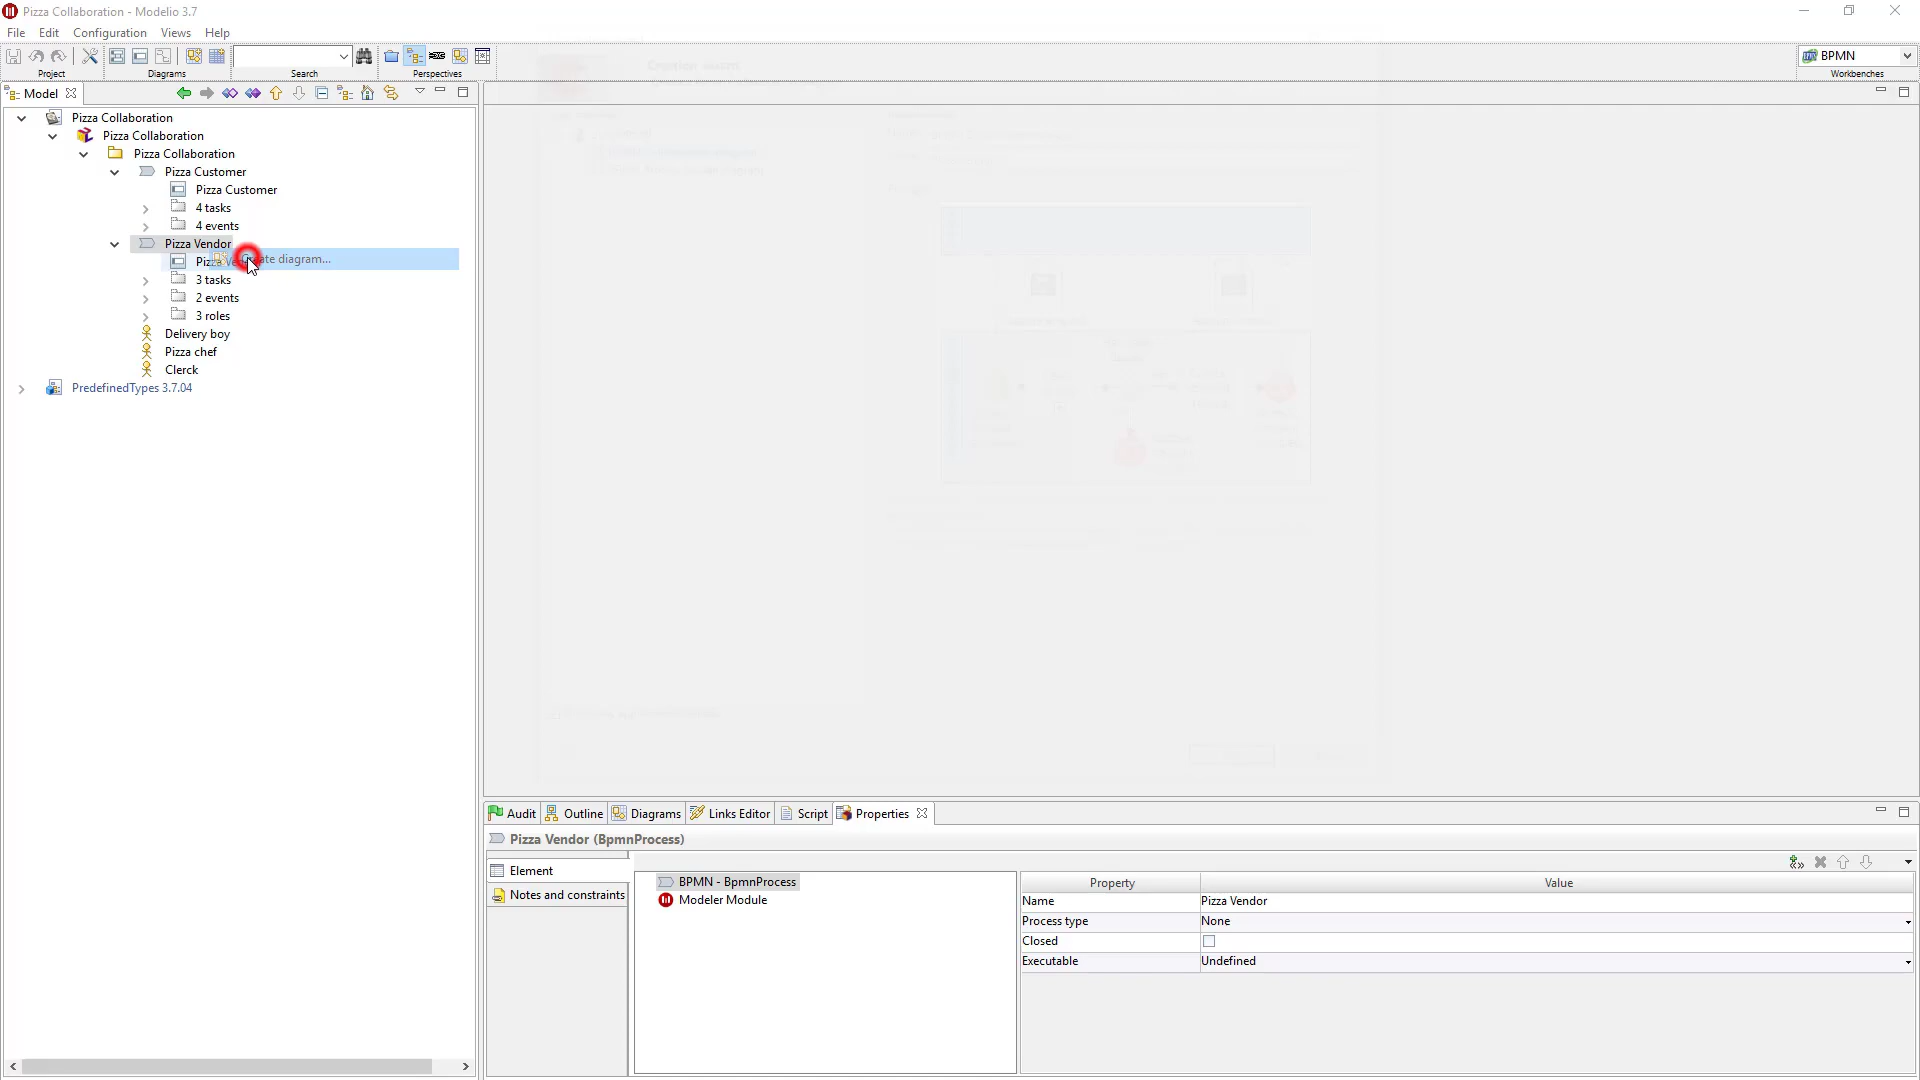 Pizza Collaboration - Modelio 3.7
File Edit Configuration Views Help
Project Diagrams Search Perspectives
BPMN
Workbenches
Model
Pizza Collaboration
Pizza Collaboration
Pizza Collaboration
Pizza Customer
Pizza Customer
4 tasks
4 events
Pizza Vendor
diagram...
3 tasks
2 events
3 roles
Delivery boy
Pizza chef
Clerck
PredefinedTypes 3.7.04
Audit Outline Diagrams Links Editor Script Properties
Pizza Vendor (BpmnProcess)
Element
Notes and constraints
BPMN - BpmnProcess
Modeler Module
Property Value
Name Pizza Vendor
Process type None
Closed
Executable Undefined